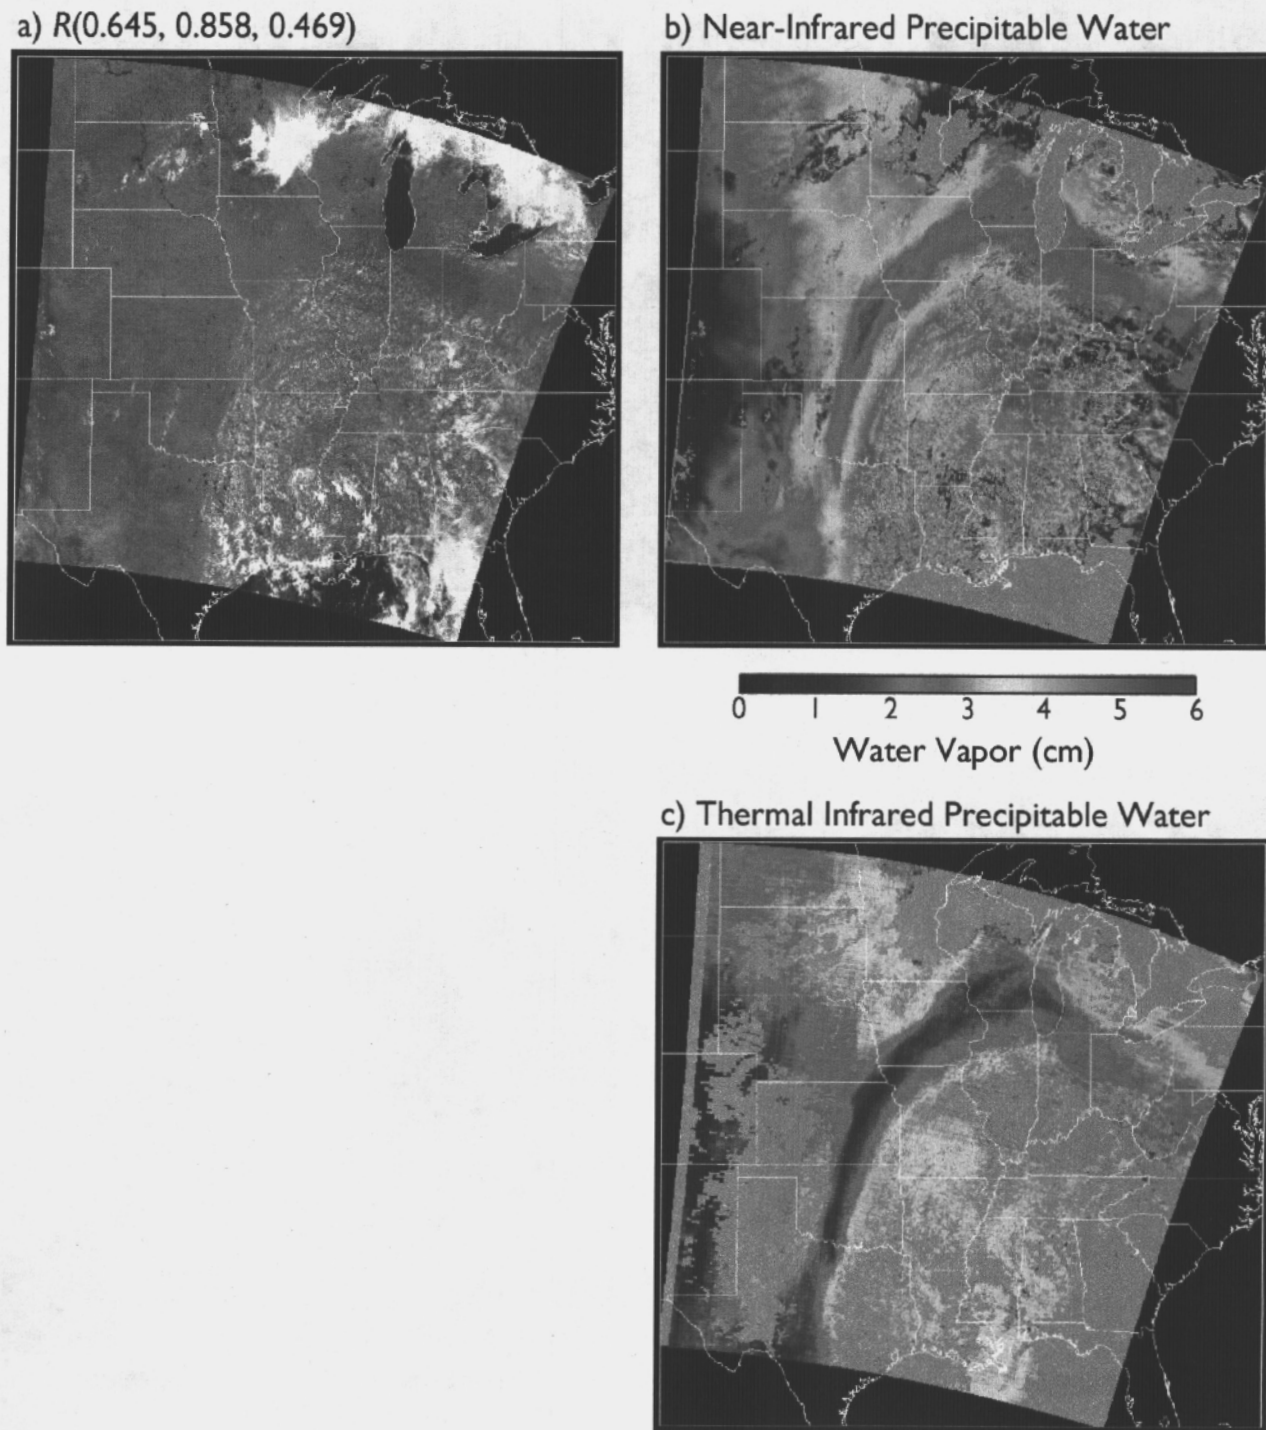 a) R(0.645, 0.858, 0.469)
b) Near-Infrared Precipitable Water
0 1 2 3 4 5 6
Water Vapor (cm)
c) Thermal Infrared Precipitable Water